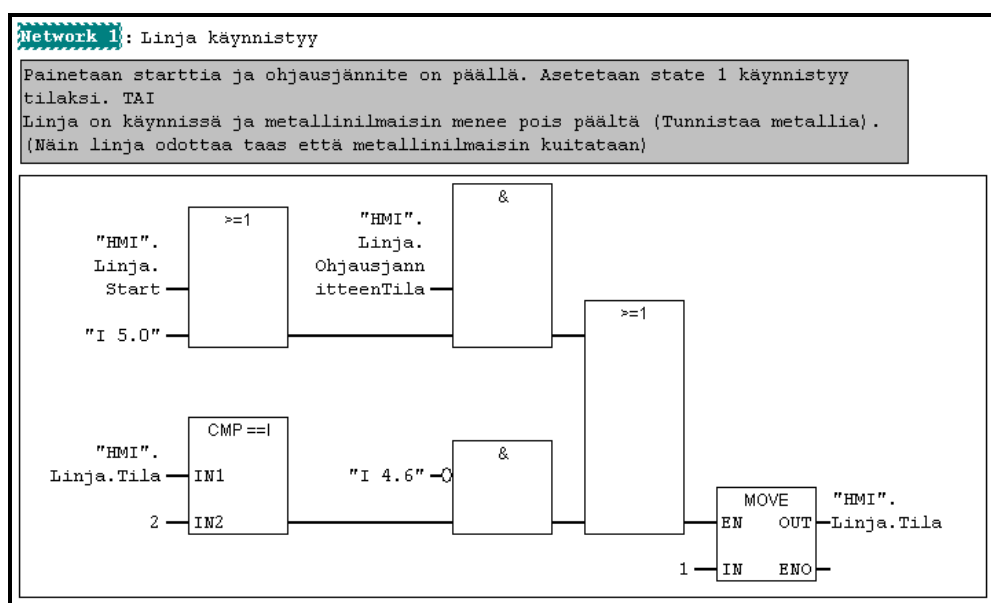 Network 1: Linja käynnistyy
Painetaan starttia ja ohjausjännite on päällä. Asetetaan state 1 käynnistyy
tilaksi. TAI
Linja on käynnissä ja metallinilmaisin menee pois päältä (Tunnistaa metallia).
(Näin linja odottaa taas että metallinilmaisin kuitataan)
>=1
"HMI".
Linja.
Start
"I 5.0"
&
"HMI".
Linja.
Ohjausjann
itteenTila
>=1
CMP ==I
"HMI".
Linja.Tila
IN1
2
IN2
&
"I 4.6"
MOVE
EN
OUT
"HMI".
Linja.Tila
1
IN
ENO